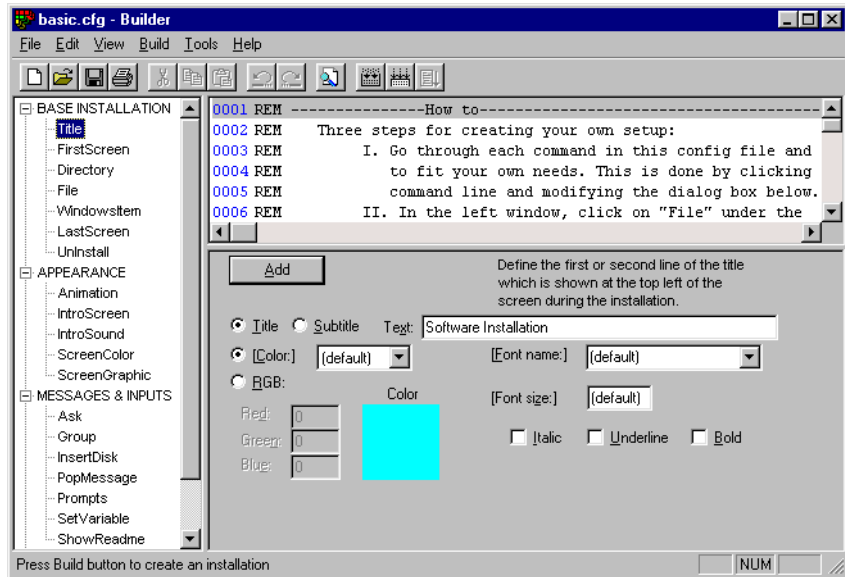 basic.cfg - Builder
File Edit View Build Tools Help
BASE INSTALLATION
Title
FirstScreen
Directory
File
WindowsItem
LastScreen
UnInstall
APPEARANCE
Animation
IntroScreen
IntroSound
ScreenColor
ScreenGraphic
MESSAGES & INPUTS
Ask
Group
InsertDisk
PopMessage
Prompts
SetVariable
ShowReadme
0001 REM ----------------How to----------------------------------------
0002 REM Three steps for creating your own setup:
0003 REM I. Go through each command in this config file and
0004 REM to fit your own needs. This is done by clicking
0005 REM command line and modifying the dialog box below.
0006 REM II. In the left window, click on "File" under the
Add
Define the first or second line of the title
which is shown at the top left of the
screen during the installation.
Title Subtitle Text: Software Installation
[Color:] (default) [Font name:] (default)
RGB:
Color
[Font size:] (default)
Red: 0
Green: 0
Blue: 0
Italic Underline Bold
Press Build button to create an installation
NUM